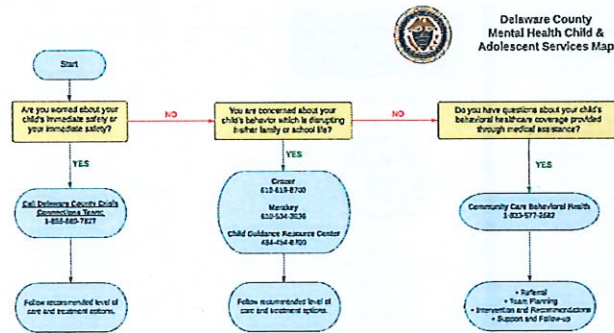 Delaware County
Mental Health Child &
Adolescent Services Map
Start
Are you worried about your
child's immediate safety or
your immediate safety?
NO
You are concerned about your
child's behavior which is disrupting
his/her family or school life?
NO
Do you have questions about your child's
behavioral healthcare coverage provided
through medical assistance?
YES
YES
YES
Call Delaware County Crisis
Connections Team:
Crozer
Merakey
Child Guidance Resource Center
Community Care Behavioral Health
Follow recommended level of
care and treatment options.
Follow recommended level of
care and treatment options.
• Referral
• Team Planning
• Intervention and Recommendations
• Support and Follow-up